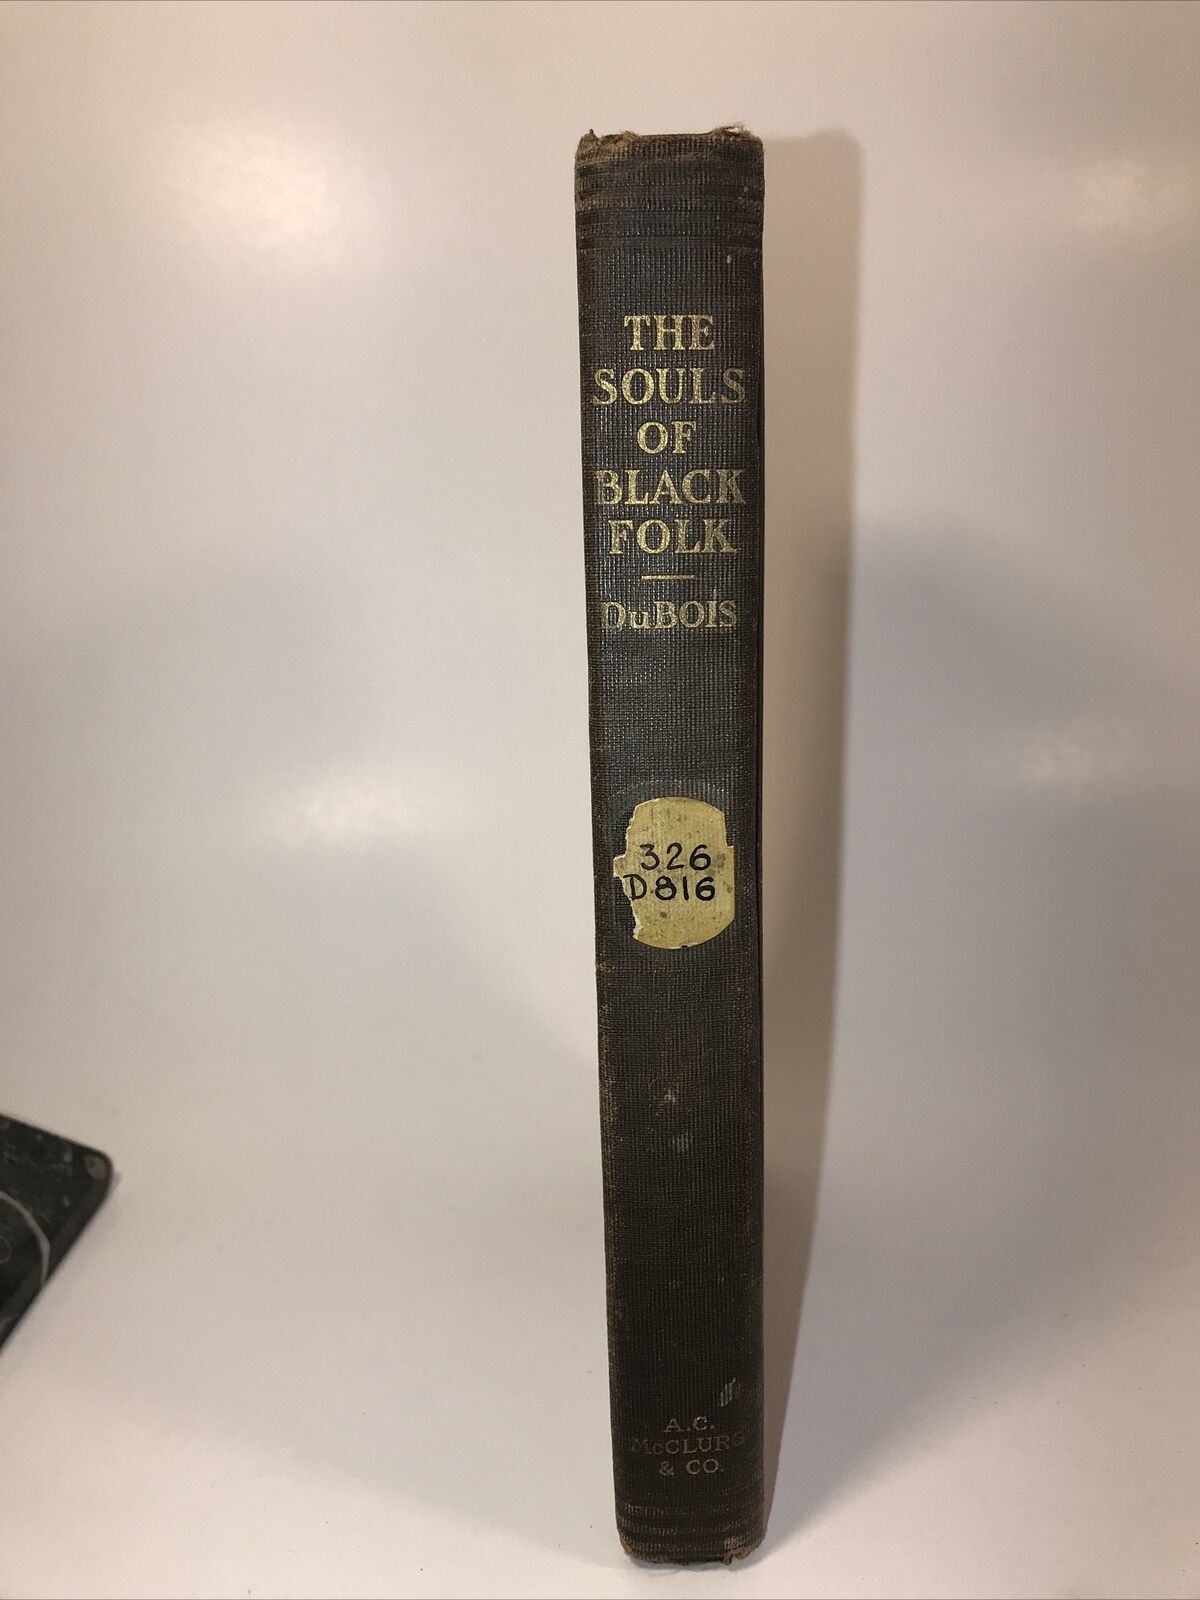 THE
SOULS
OF
BLACK
FOLK
DuBOIS
326
D816
A.C.
McCLURG
& CO.